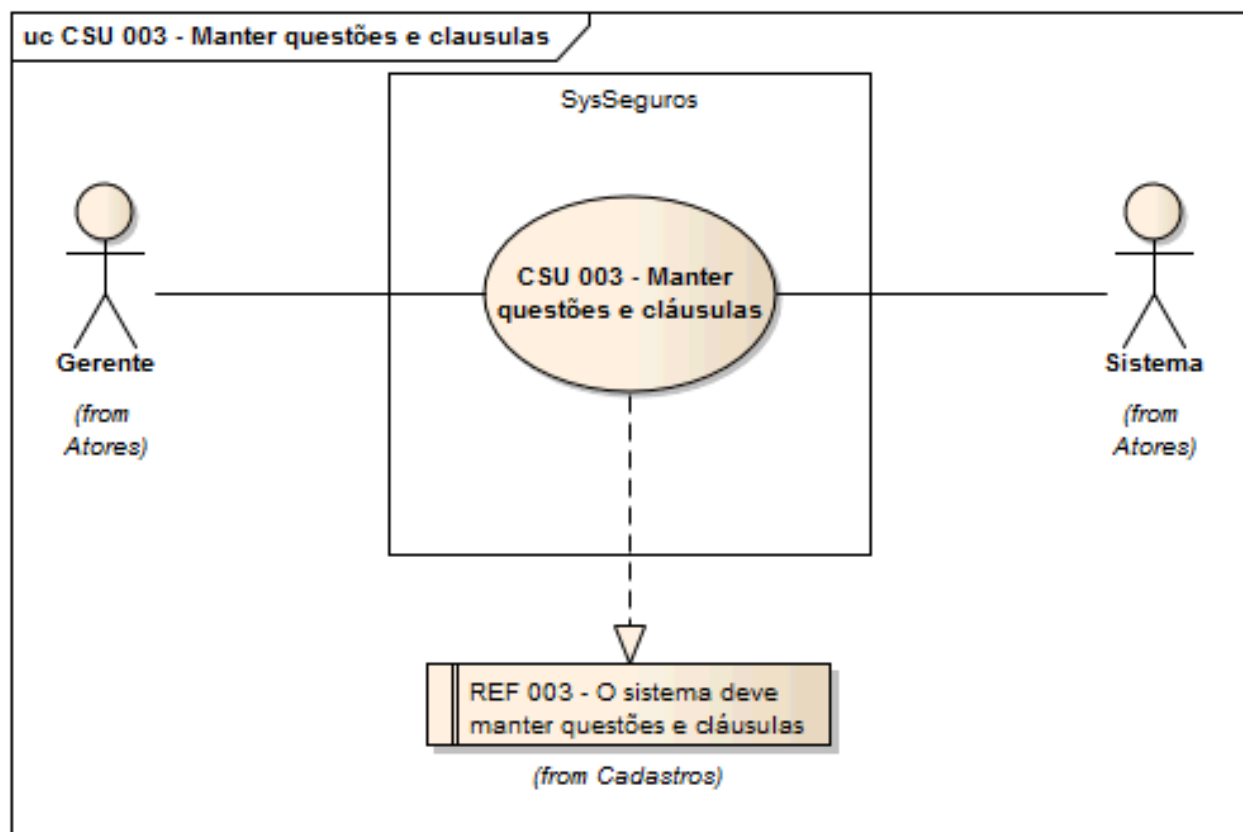 uc CSU 003 - Manter questões e clausulas
SysSeguros
CSU 003 - Manter
questões e cláusulas
Gerente
(from
Atores)
Sistema
(from
Atores)
REF 003 - O sistema deve
manter questões e cláusulas
(from Cadastros)